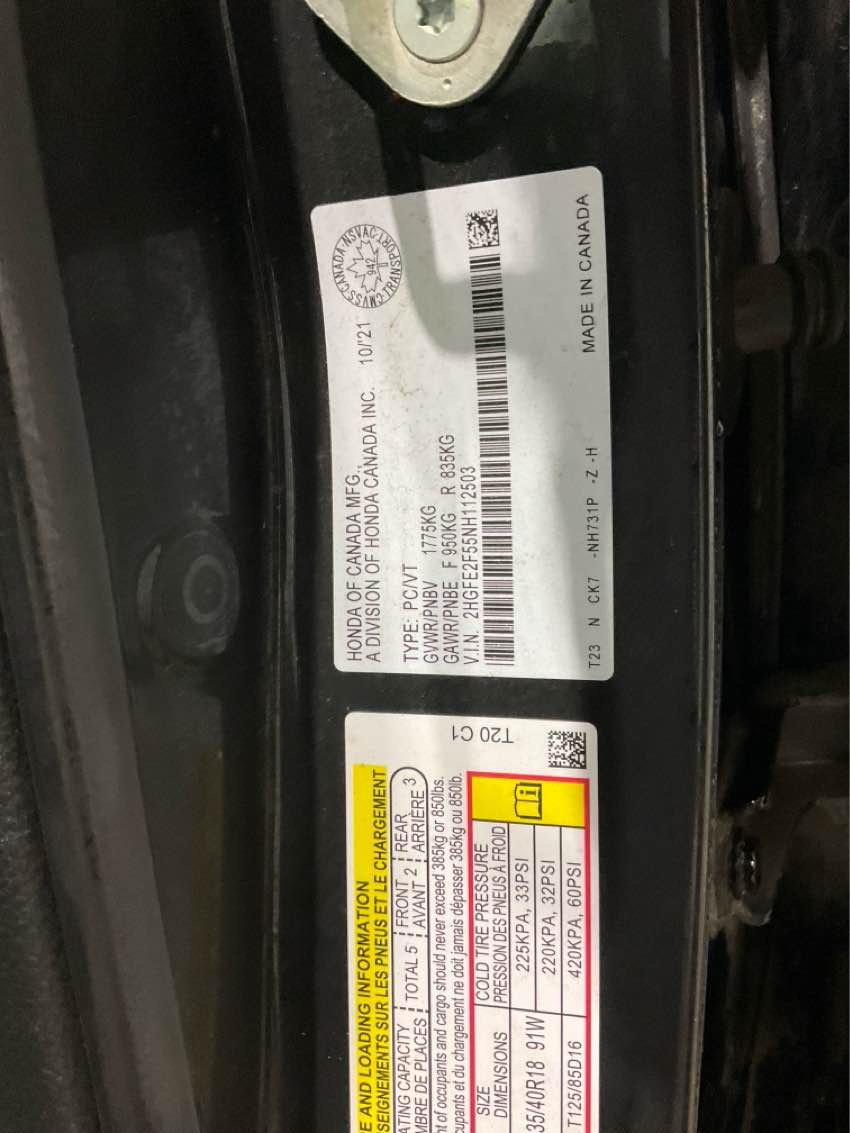 HONDA OF CANADA MFG.,
A DIVISION OF HONDA CANADA INC. 10/'21
CMVSS·CANADA·NSVAC·TRANSPORT
942
TYPE: PC/VT
GVWR/PNBV 1775KG
GAWR/PNBE F 950KG R 835KG
V.I.N. 2HGFE2F55NH112503
T23 N CK7 -NH731P -Z -H MADE IN CANADA
T20 C1
E AND LOADING INFORMATION
SEIGNEMENTS SUR LES PNEUS ET LE CHARGEMENT
ATING CAPACITY TOTAL 5 FRONT 2 REAR 3
MBRE DE PLACES AVANT ARRIÈRE
nt of occupants and cargo should never exceed 385kg or 850lbs.
cupants et du chargement ne doit jamais dépasser 385kg ou 850lb.
SIZE COLD TIRE PRESSURE
DIMENSIONS PRESSION DES PNEUS À FROID
35/40R18 91W 225KPA, 33PSI
220KPA, 32PSI
T125/85D16 420KPA, 60PSI